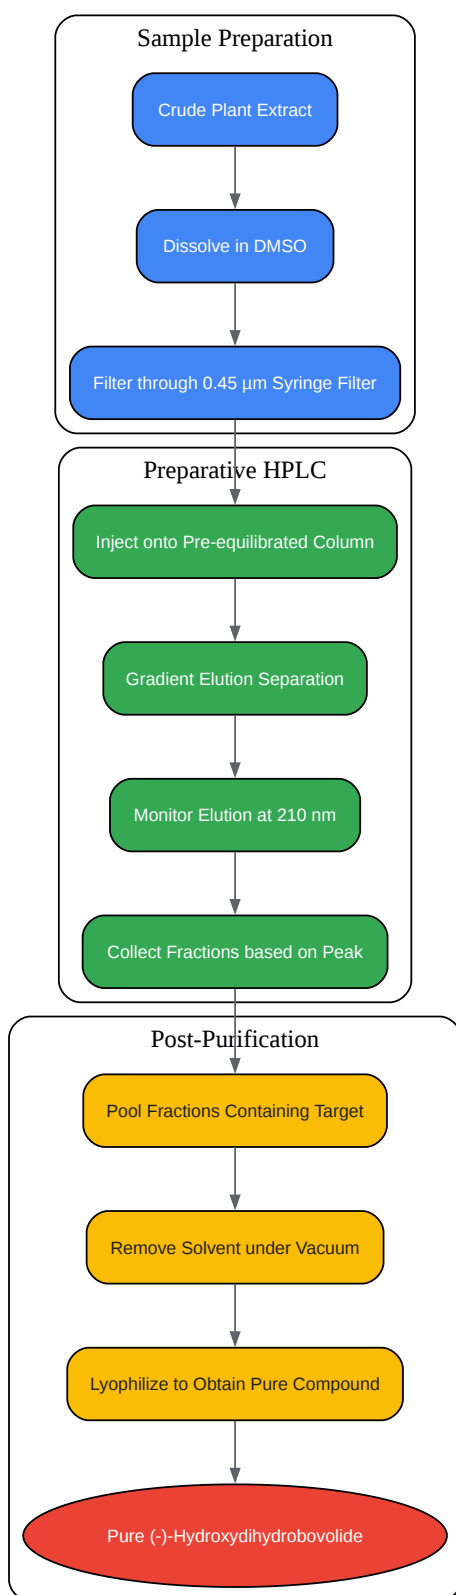 Sample Preparation
Crude Plant Extract
Dissolve in DMSO
Filter through 0.45 µm Syringe Filter
Preparative HPLC
Inject onto Pre-equilibrated Column
Gradient Elution Separation
Monitor Elution at 210 nm
Collect Fractions based on Peak
Post-Purification
Pool Fractions Containing Target
Remove Solvent under Vacuum
Lyophilize to Obtain Pure Compound
Pure (-)-Hydroxydihydrobovolide